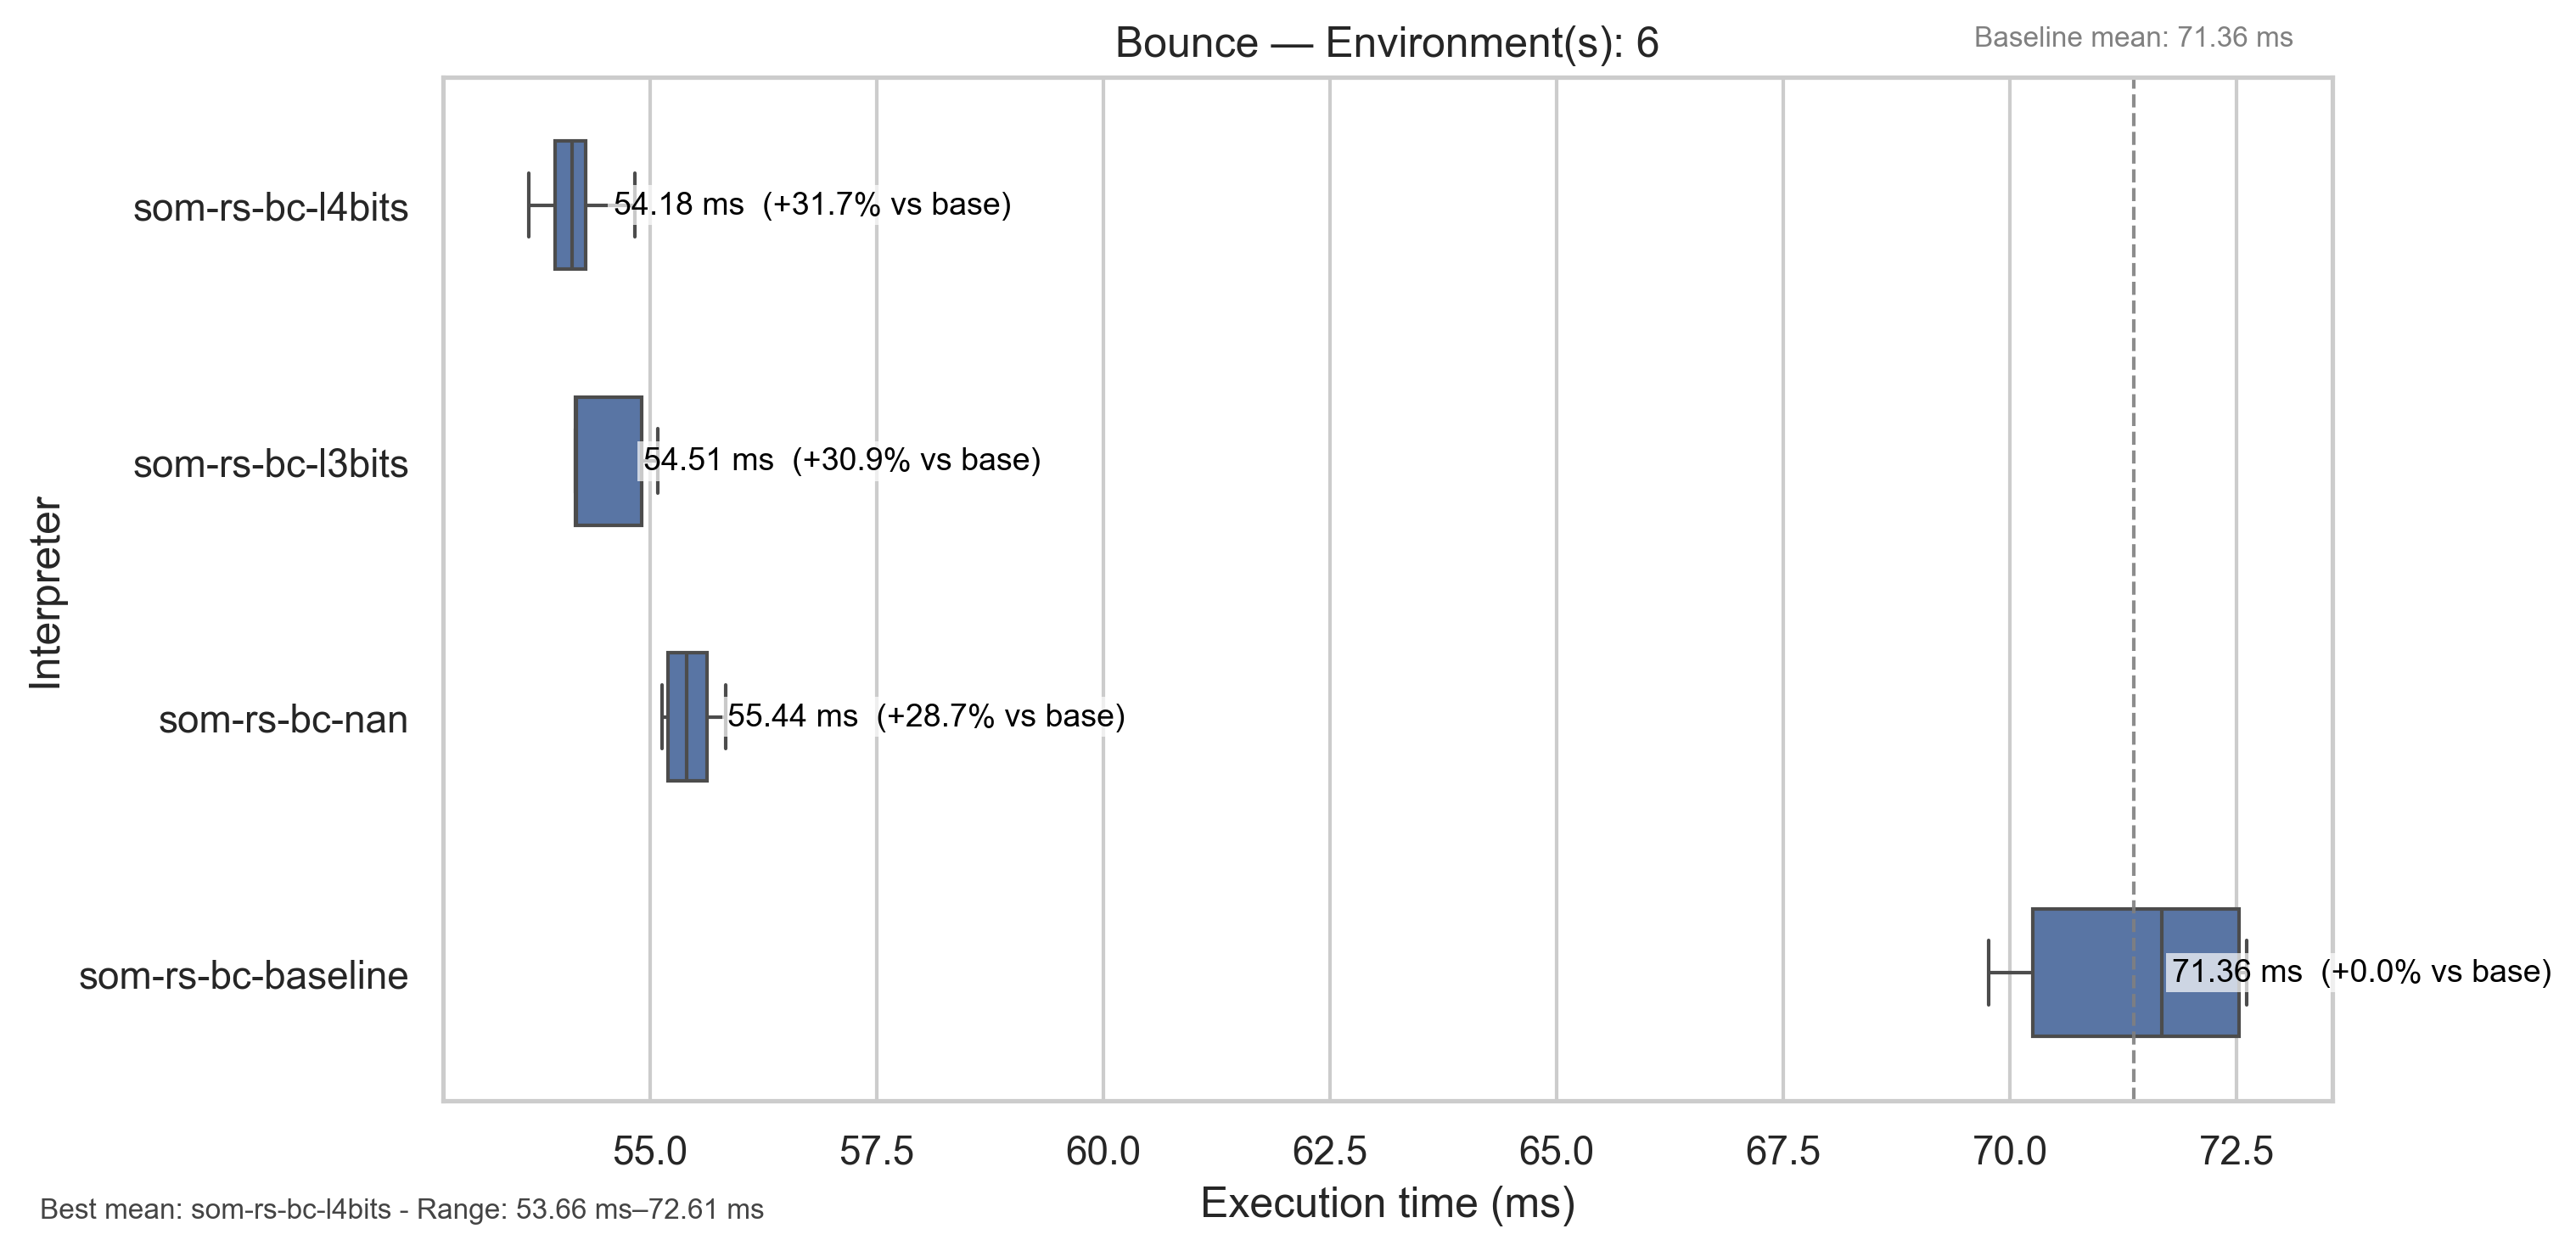 Bounce — Environment(s): 6
Baseline mean: 71.36 ms
som-rs-bc-l4bits
54.18 ms (+31.7% vs base)
som-rs-bc-l3bits
54.51 ms (+30.9% vs base)
Interpreter
som-rs-bc-nan
55.44 ms (+28.7% vs base)
som-rs-bc-baseline
71.36 ms (+0.0% vs base)
55.0 57.5 60.0 62.5 65.0 67.5 70.0 72.5
Execution time (ms)
Best mean: som-rs-bc-l4bits - Range: 53.66 ms–72.61 ms